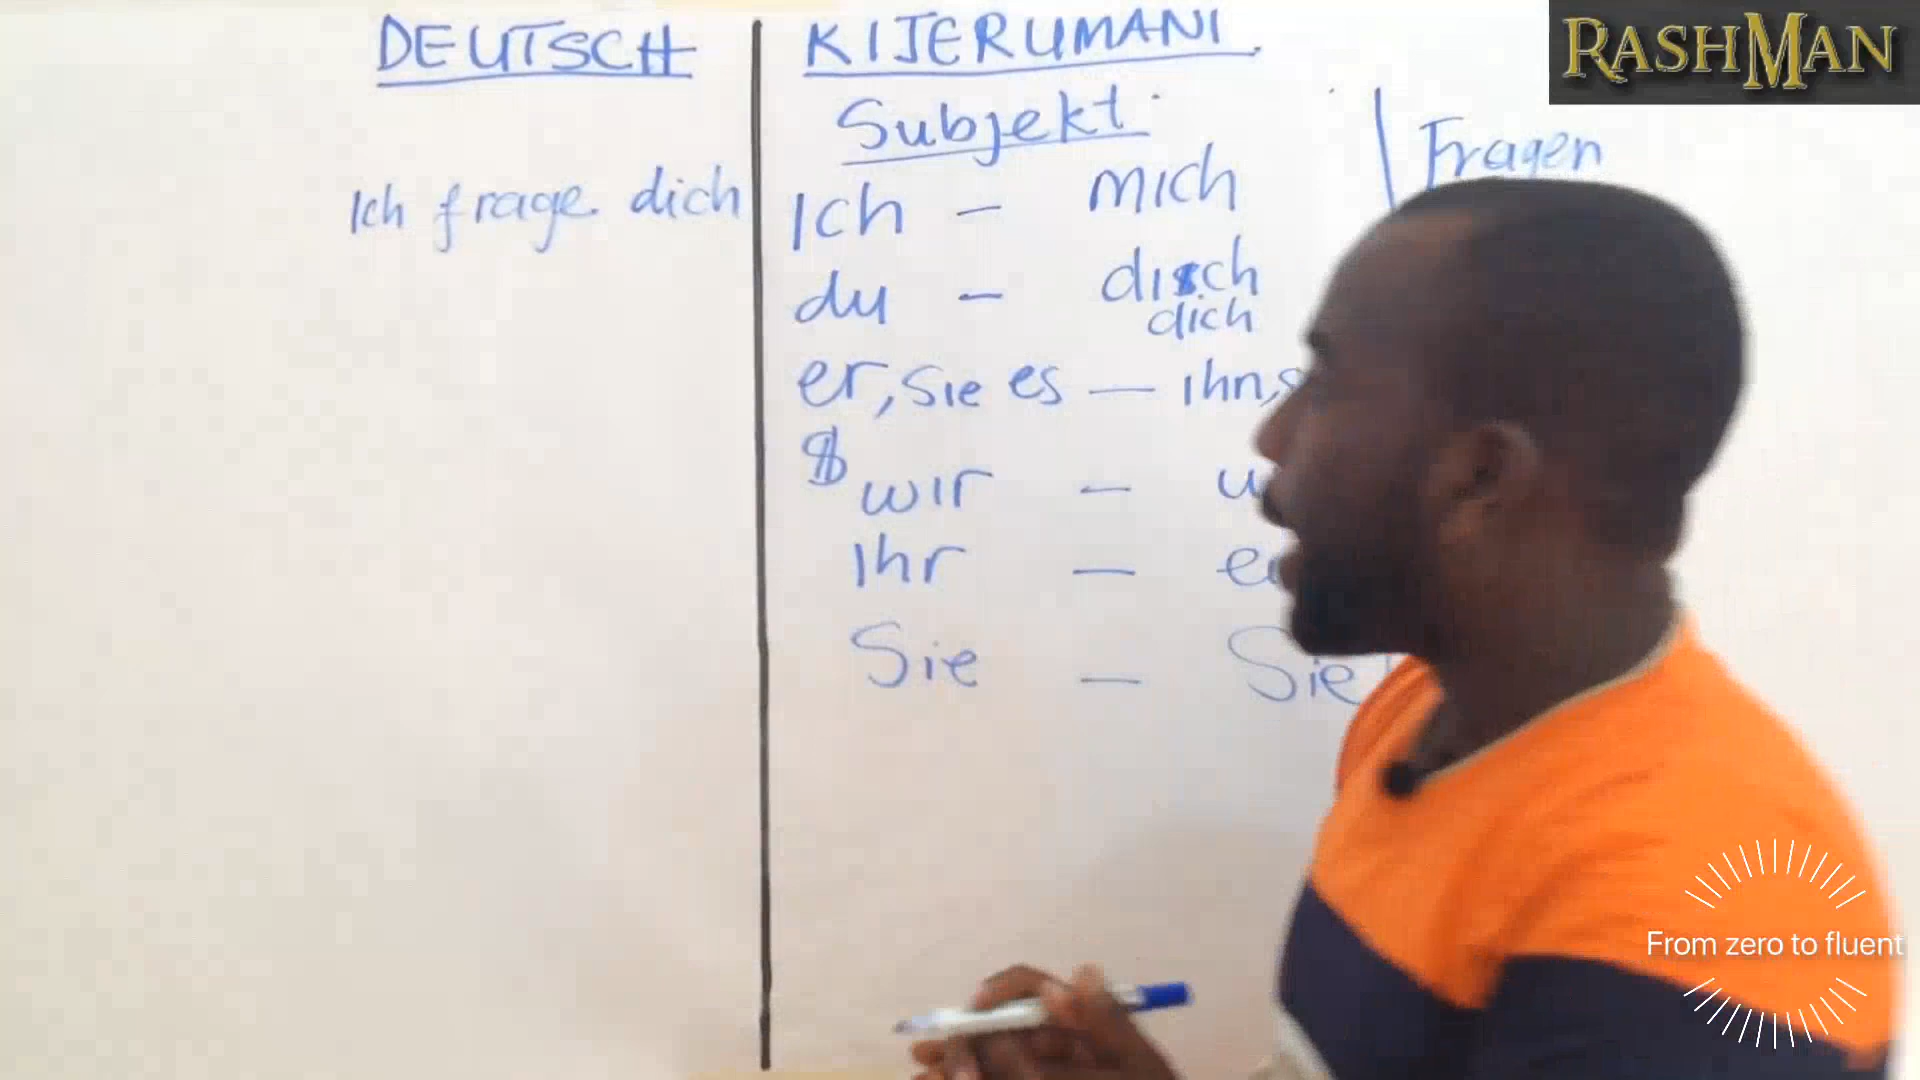 DEUTSCH
Ich frage dich
KIJERUMANI.
Subjekt.
Ich – mich
du – disch
dich
er, Sie es – ihn,
wir –
Ihr –
Sie – Sie
Fragen
RASHMAN
From zero to fluent